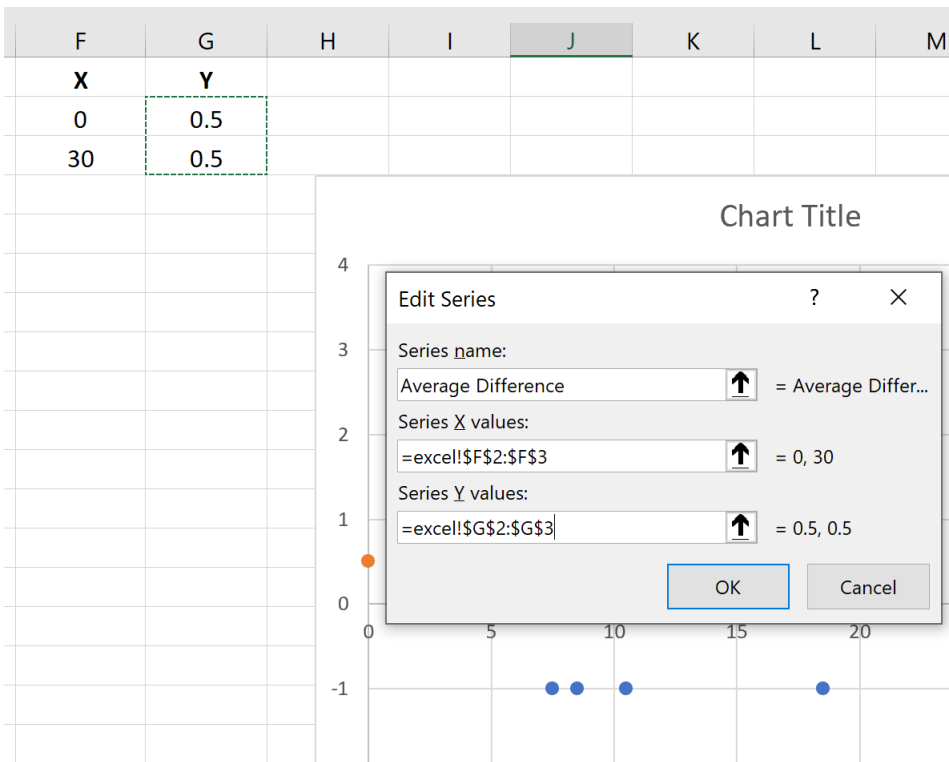 F G H I J K L M
X Y
0 0.5
30 0.5
Chart Title
4
Edit Series ? X
3
Series name:
Average Difference = Average Differ...
Series X values:
2
=excel!$F$2:$F$3 = 0, 30
Series Y values:
1
=excel!$G$2:$G$3 = 0.5, 0.5
OK Cancel
0
0 5 10 15 20
-1